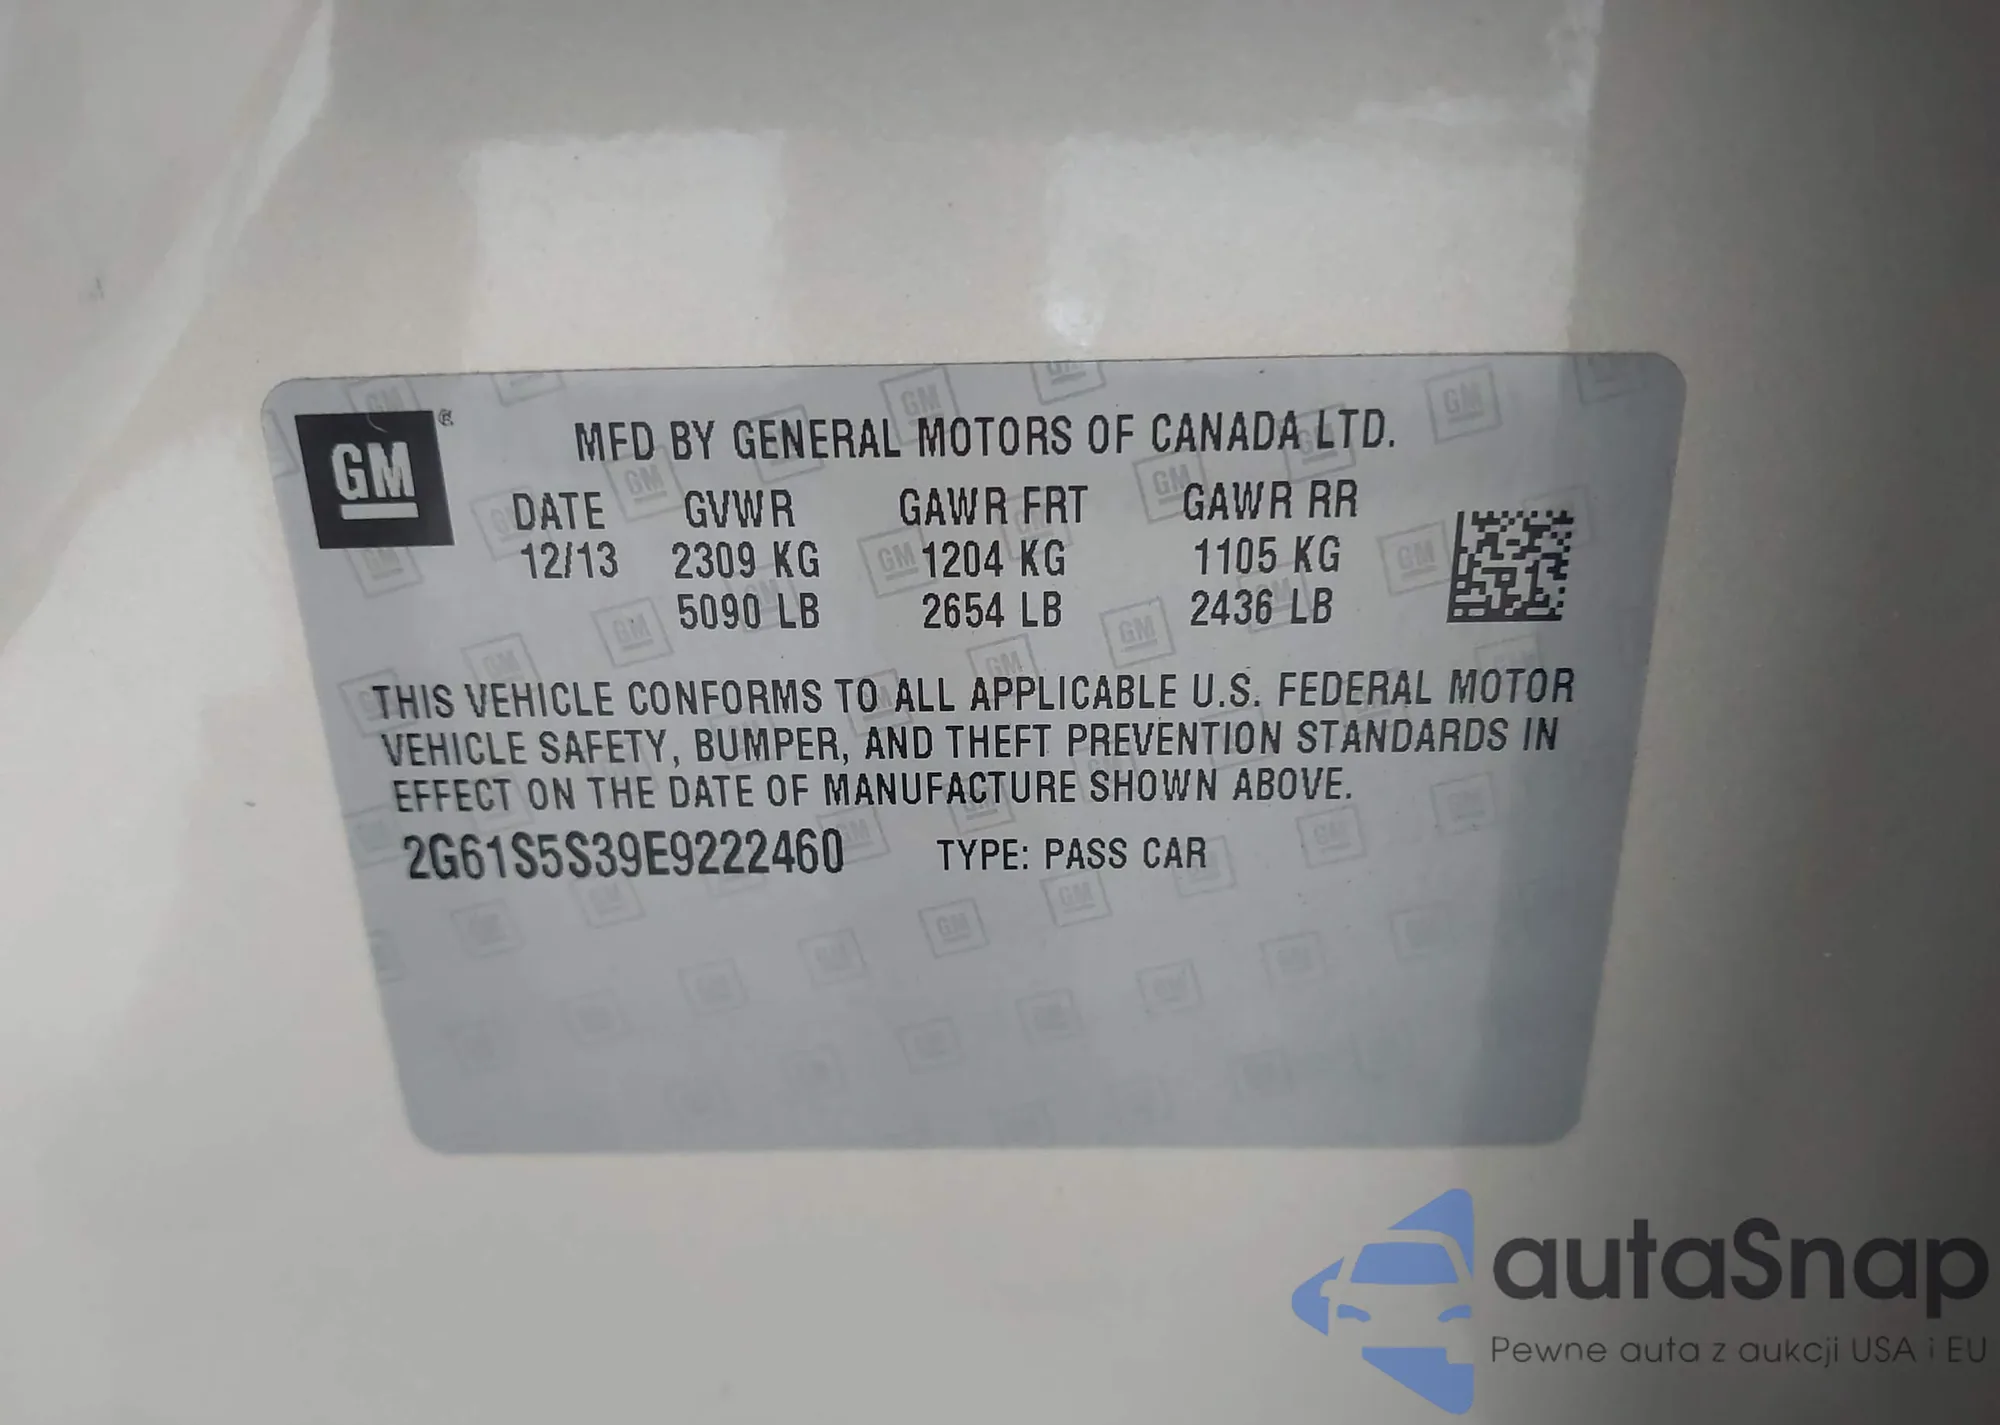 GM ®
MFD BY GENERAL MOTORS OF CANADA LTD.
DATE GVWR GAWR FRT GAWR RR
12/13 2309 KG 1204 KG 1105 KG
5090 LB 2654 LB 2436 LB
THIS VEHICLE CONFORMS TO ALL APPLICABLE U.S. FEDERAL MOTOR
VEHICLE SAFETY, BUMPER, AND THEFT PREVENTION STANDARDS IN
EFFECT ON THE DATE OF MANUFACTURE SHOWN ABOVE.
2G61S5S39E9222460 TYPE: PASS CAR
autaSnap
Pewne auta z aukcji USA i EU